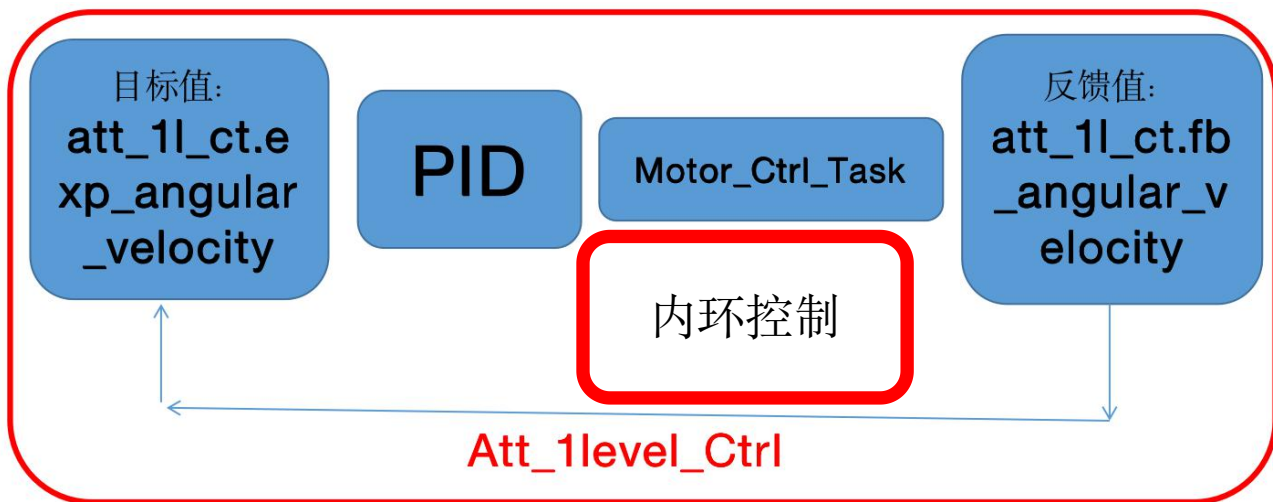 目标值:
att_1l_ct.e
xp_angular
_velocity
PID
Motor_Ctrl_Task
反馈值:
att_1l_ct.fb
_angular_v
elocity
内环控制
Att_1level_Ctrl